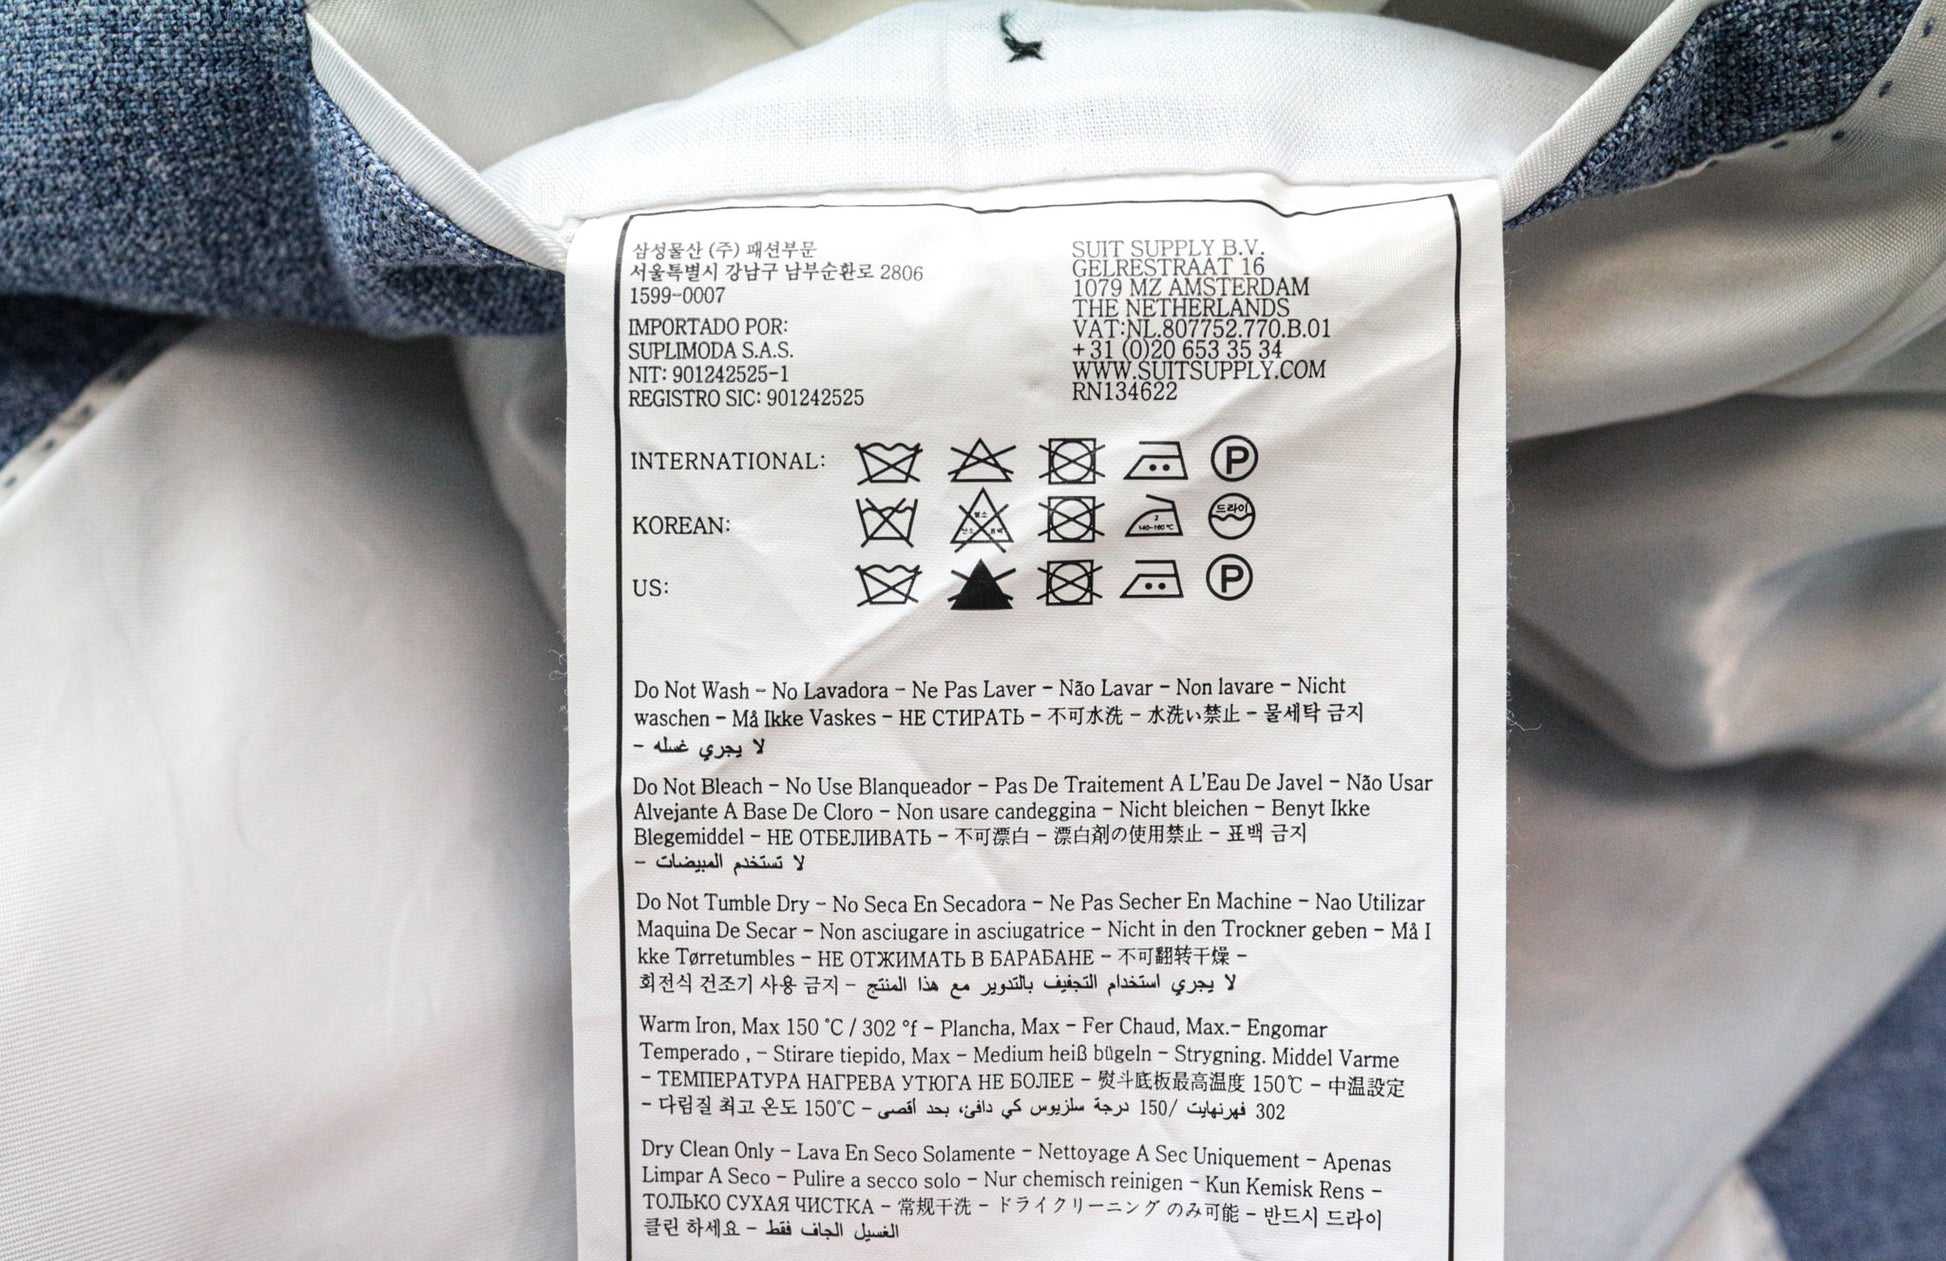 삼성물산 (주) 패션부문
서울특별시 강남구 남부순환로 2806
1599-0007
IMPORTADO POR:
SUPLIMODA S.A.S.
NIT: 901242525-1
REGISTRO SIC: 901242525
SUIT SUPPLY B.V.
GELRESTRAAT 16
1079 MZ AMSTERDAM
THE NETHERLANDS
VAT:NL.807752.770.B.01
+31 (0)20 653 35 34
WWW.SUITSUPPLY.COM
RN134622
INTERNATIONAL:
P
KOREAN:
2
140~160℃
드라이
US:
P
Do Not Wash - No Lavadora - Ne Pas Laver - Não Lavar - Non lavare - Nicht
waschen - Må Ikke Vaskes - НЕ СТИРАТЬ - 不可水洗 - 水洗い禁止 - 물세탁 금지
- لا يجري غسله
Do Not Bleach - No Use Blanqueador - Pas De Traitement A L'Eau De Javel - Não Usar
Alvejante A Base De Cloro - Non usare candeggina - Nicht bleichen - Benyt Ikke
Blegemiddel - НЕ ОТБЕЛИВАТЬ - 不可漂白 - 漂白剤の使用禁止 - 표백 금지
- لا تستخدم المبيضات
Do Not Tumble Dry - No Seca En Secadora - Ne Pas Secher En Machine - Nao Utilizar
Maquina De Secar - Non asciugare in asciugatrice - Nicht in den Trockner geben - Må I
kke Tørretumbles - НЕ ОТЖИМАТЬ В БАРАБАНЕ - 不可翻转干燥 -
회전식 건조기 사용 금지 - لا يجري استخدام التجفيف بالتدوير مع هذا المنتج
Warm Iron, Max 150 °C / 302 °f - Plancha, Max - Fer Chaud, Max.- Engomar
Temperado , - Stirare tiepido, Max - Medium heiß bügeln - Strygning. Middel Varme
- ТЕМПЕРАТУРА НАГРЕВА УТЮГА НЕ БОЛЕЕ - 熨斗底板最高温度 150℃ - 中温設定
- 다림질 최고 온도 150℃ - 302 فهرنهايت /150 درجة سلزيوس كي دافئ، بحد أقصى
Dry Clean Only - Lava En Seco Solamente - Nettoyage A Sec Uniquement - Apenas
Limpar A Seco - Pulire a secco solo - Nur chemisch reinigen - Kun Kemisk Rens -
ТОЛЬКО СУХАЯ ЧИСТКА - 常规干洗 - ドライクリーニング のみ可能 - 반드시 드라이
클린 하세요 - الغسيل الجاف فقط